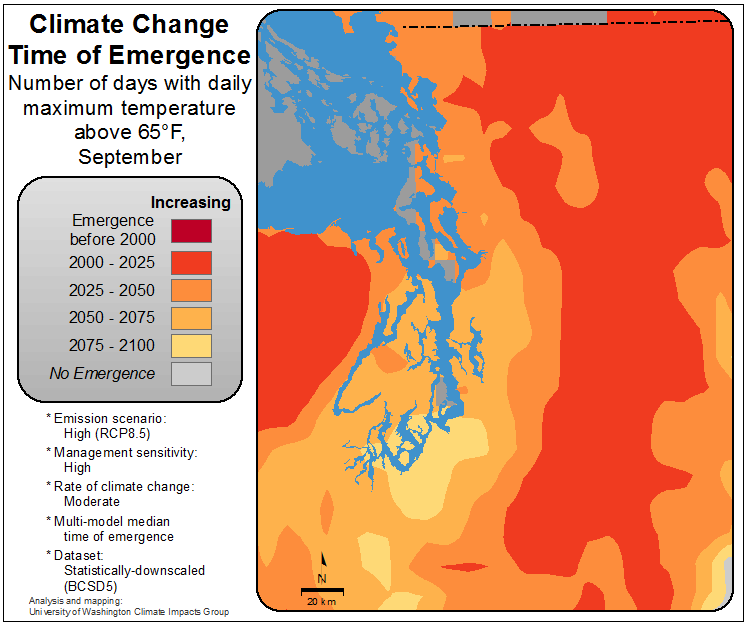 Climate Change
Time of Emergence
Number of days with daily
maximum temperature
above 65°F,
September
Increasing
Emergence
before 2000
2000 - 2025
2025 - 2050
2050 - 2075
2075 - 2100
No Emergence
* Emission scenario:
High (RCP8.5)
* Management sensitivity:
High
* Rate of climate change:
Moderate
* Multi-model median
time of emergence
* Dataset:
Statistically-downscaled
(BCSD5)
Analysis and mapping:
University of Washington Climate Impacts Group
N
20 km